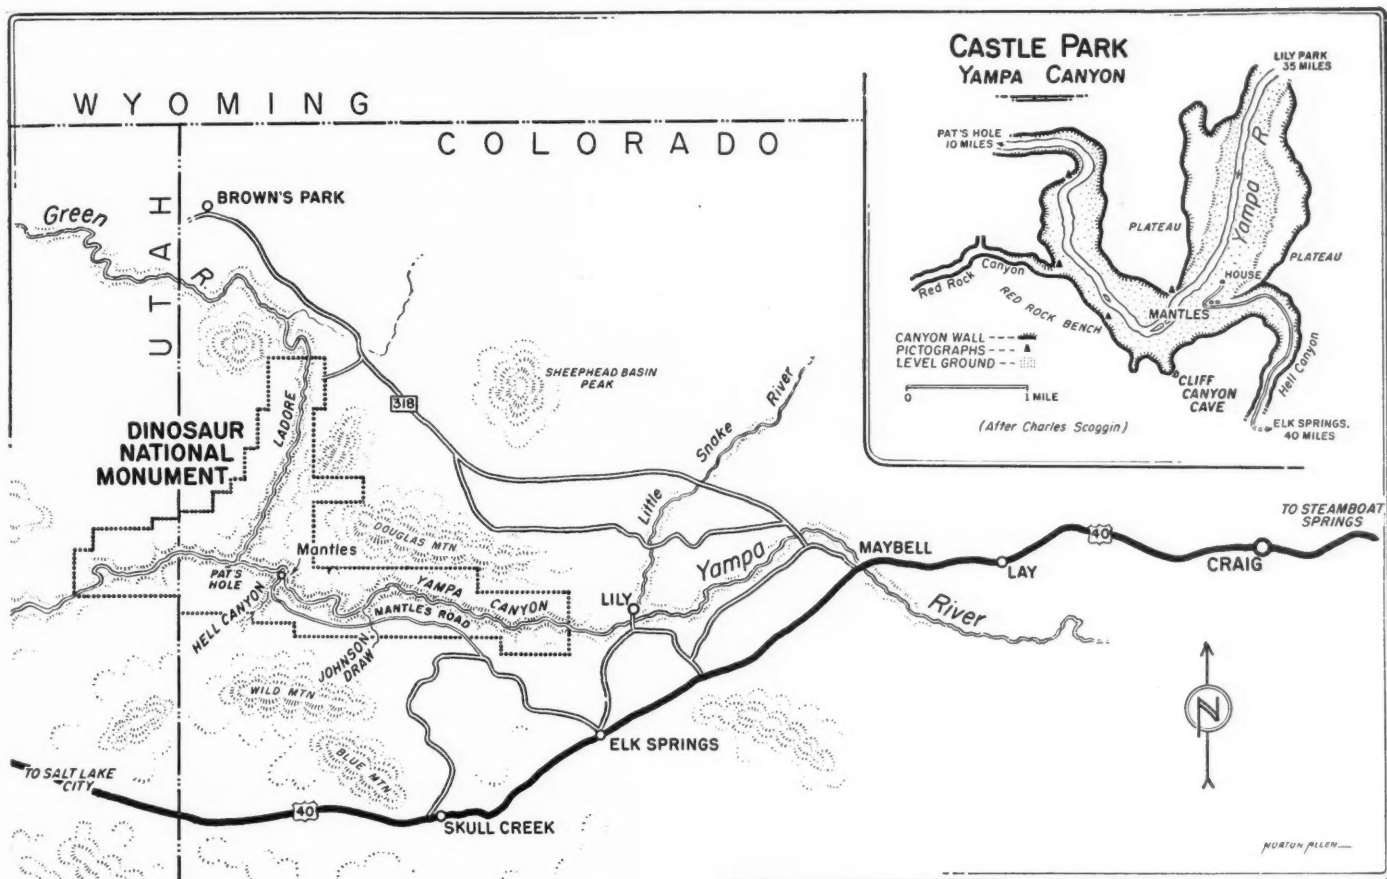 WYOMING
COLORADO
UTAH
BROWN'S PARK
Green
R
LADORE
DINOSAUR
NATIONAL
MONUMENT
318
SHEEPHEAD BASIN
PEAK
Little Snake River
DOUGLAS MTN
Mantles
PAT'S
HOLE
HELL CANYON
YAMPA CANYON
MANTLES ROAD
JOHNSON
DRAW
LILY
Yampa
River
MAYBELL
LAY
40
CRAIG
TO STEAMBOAT
SPRINGS
WILD MTN
BLUE MTN
ELK SPRINGS
SKULL CREEK
40
TO SALT LAKE
CITY
N
NORTON ALLEN
CASTLE PARK
YAMPA CANYON
LILY PARK
35 MILES
PAT'S HOLE
10 MILES
Yampa R
PLATEAU
PLATEAU
HOUSE
MANTLES
Red Rock Canyon
RED ROCK BENCH
Hell Canyon
CLIFF
CANYON
CAVE
ELK SPRINGS.
40 MILES
CANYON WALL
PICTOGRAPHS
LEVEL GROUND
0 1 MILE
(After Charles Scoggin)